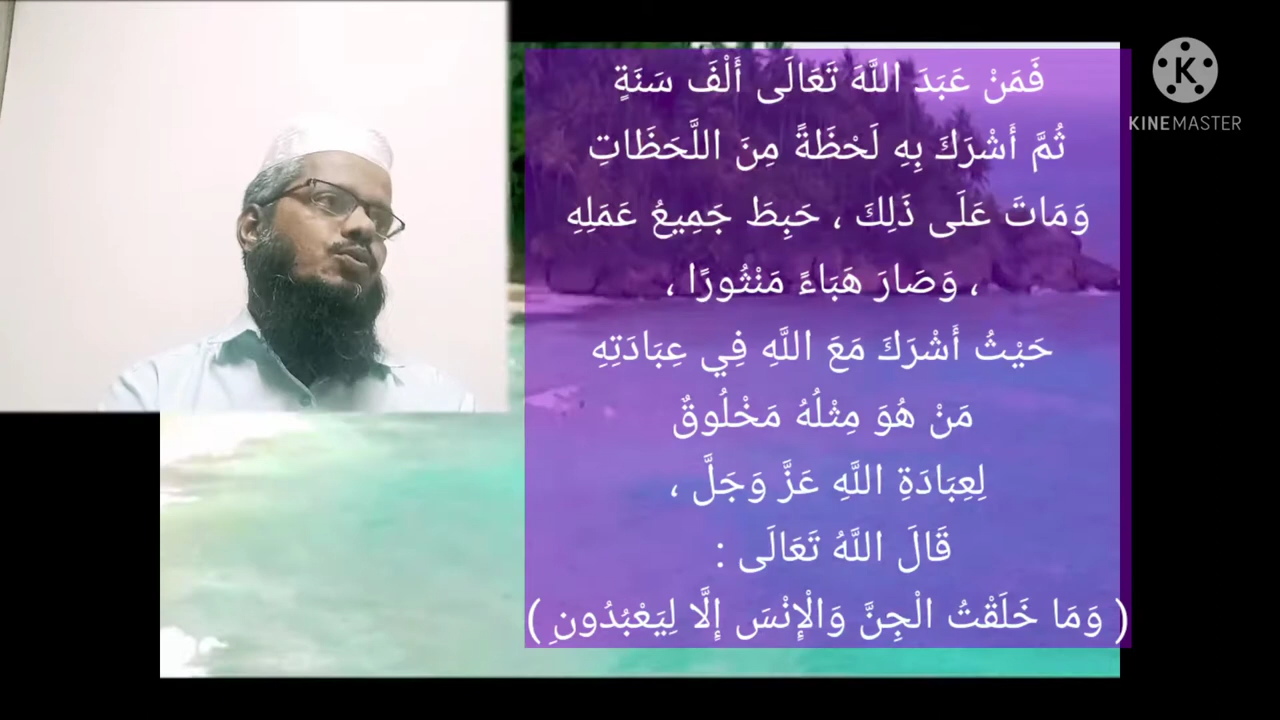 فَمَنْ عَبَدَ اللَّهَ تَعَالَى أَلْفَ سَنَةٍ
ثُمَّ أَشْرَكَ بِهِ لَحْظَةً مِنَ اللَّحَظَاتِ
وَمَاتَ عَلَى ذَلِكَ ، حَبِطَ جَمِيعُ عَمَلِهِ
، وَصَارَ هَبَاءً مَنْثُورًا ،
حَيْثُ أَشْرَكَ مَعَ اللَّهِ فِي عِبَادَتِهِ
مَنْ هُوَ مِثْلُهُ مَخْلُوقٌ
لِعِبَادَةِ اللَّهِ عَزَّ وَجَلَّ ،
قَالَ اللَّهُ تَعَالَى :
( وَمَا خَلَقْتُ الْجِنَّ وَالْإِنْسَ إِلَّا لِيَعْبُدُونِ )
K
KINEMASTER